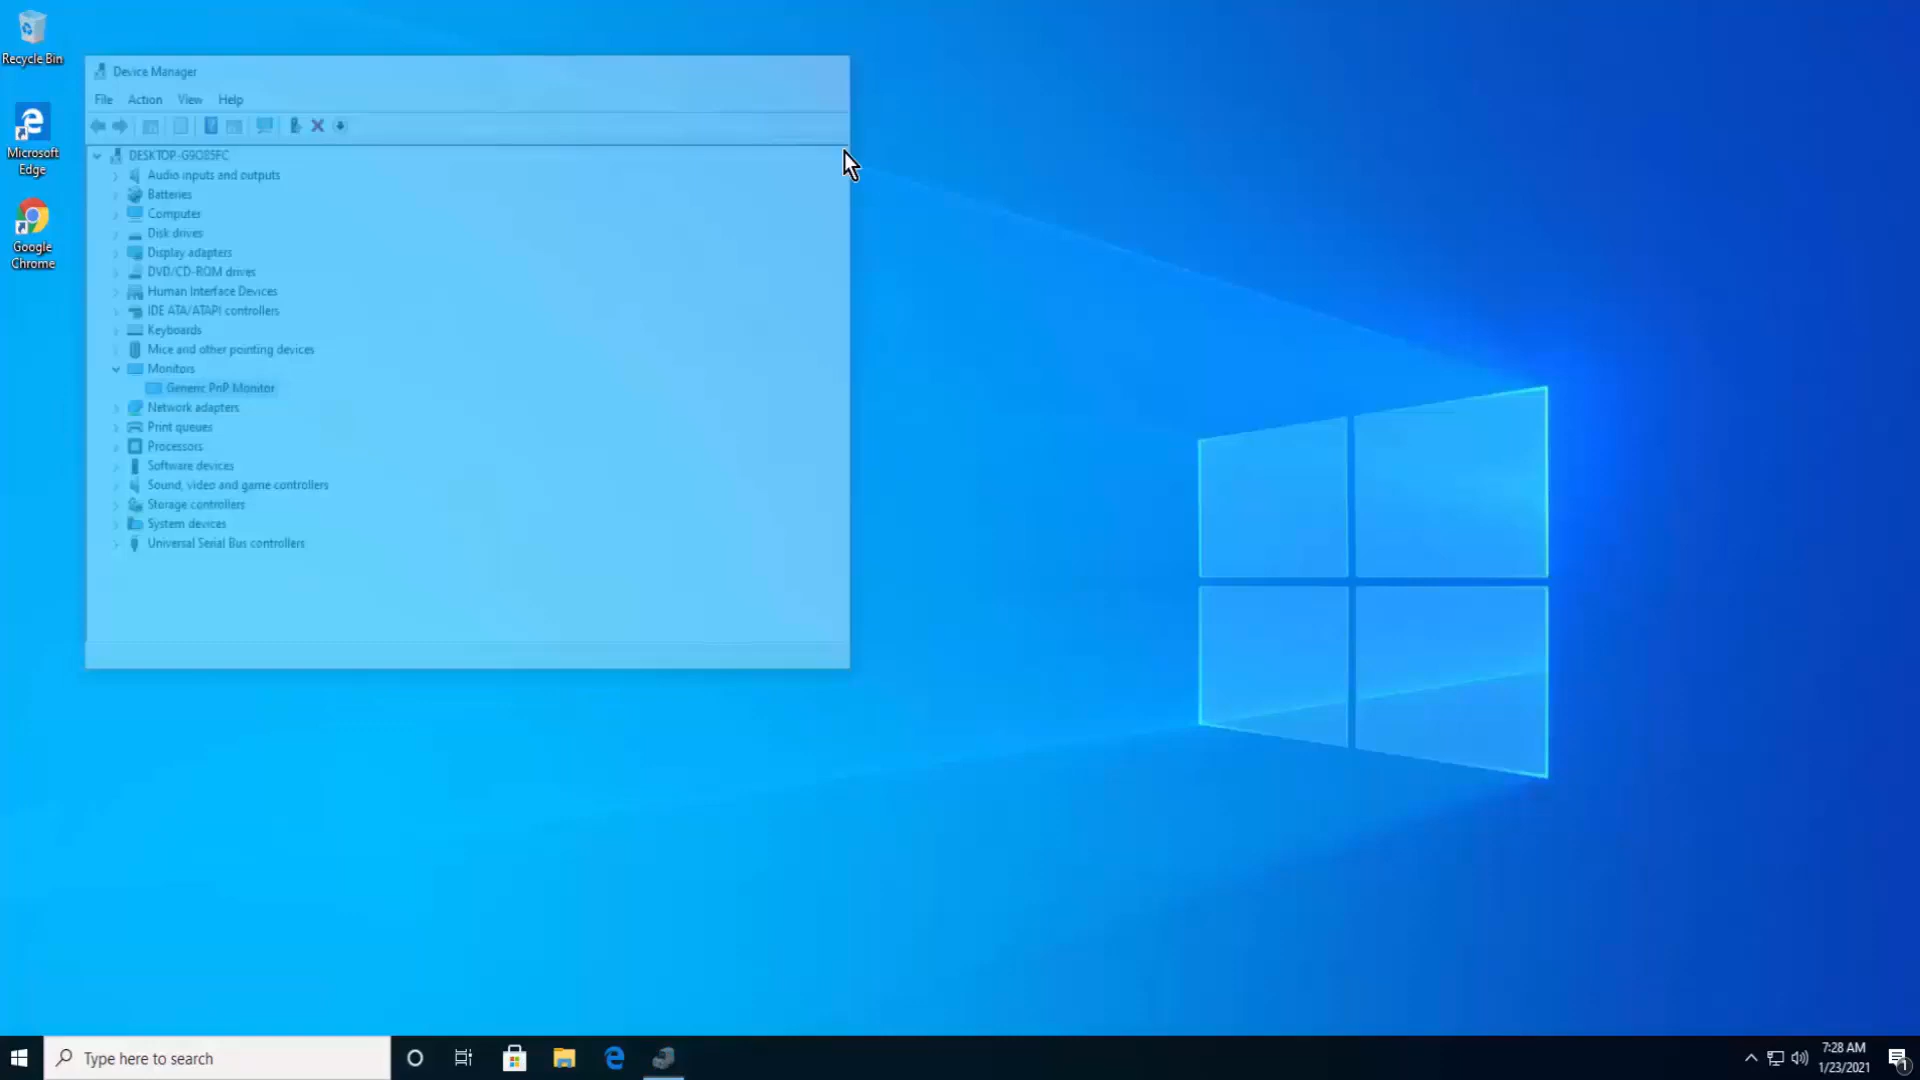 Recycle Bin
Microsoft
Edge
Google
Chrome
Device Manager
File Action View Help
DESKTOP-G9O85FC
Audio inputs and outputs
Batteries
Computer
Disk drives
Display adapters
DVD/CD-ROM drives
Human Interface Devices
IDE ATA/ATAPI controllers
Keyboards
Mice and other pointing devices
Monitors
Generic PnP Monitor
Network adapters
Print queues
Processors
Software devices
Sound, video and game controllers
Storage controllers
System devices
Universal Serial Bus controllers
Type here to search
7:28 AM
1/23/2021
1